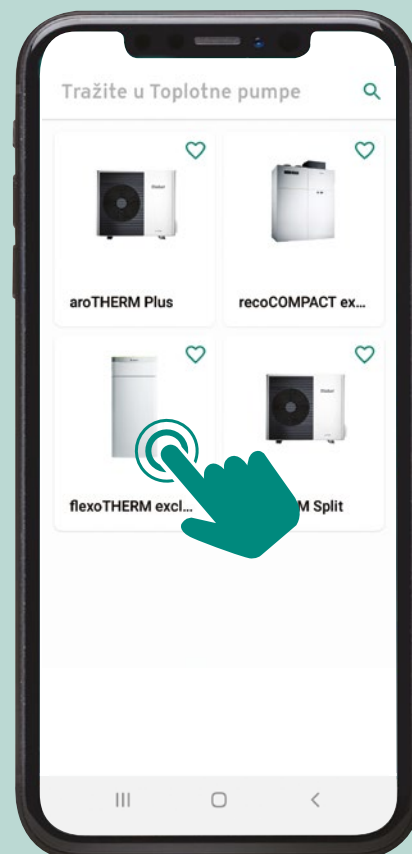 Tražite u Toplotne pumpe
aroTHERM Plus
recoCOMPACT ex...
flexoTHERM excl...
M Split